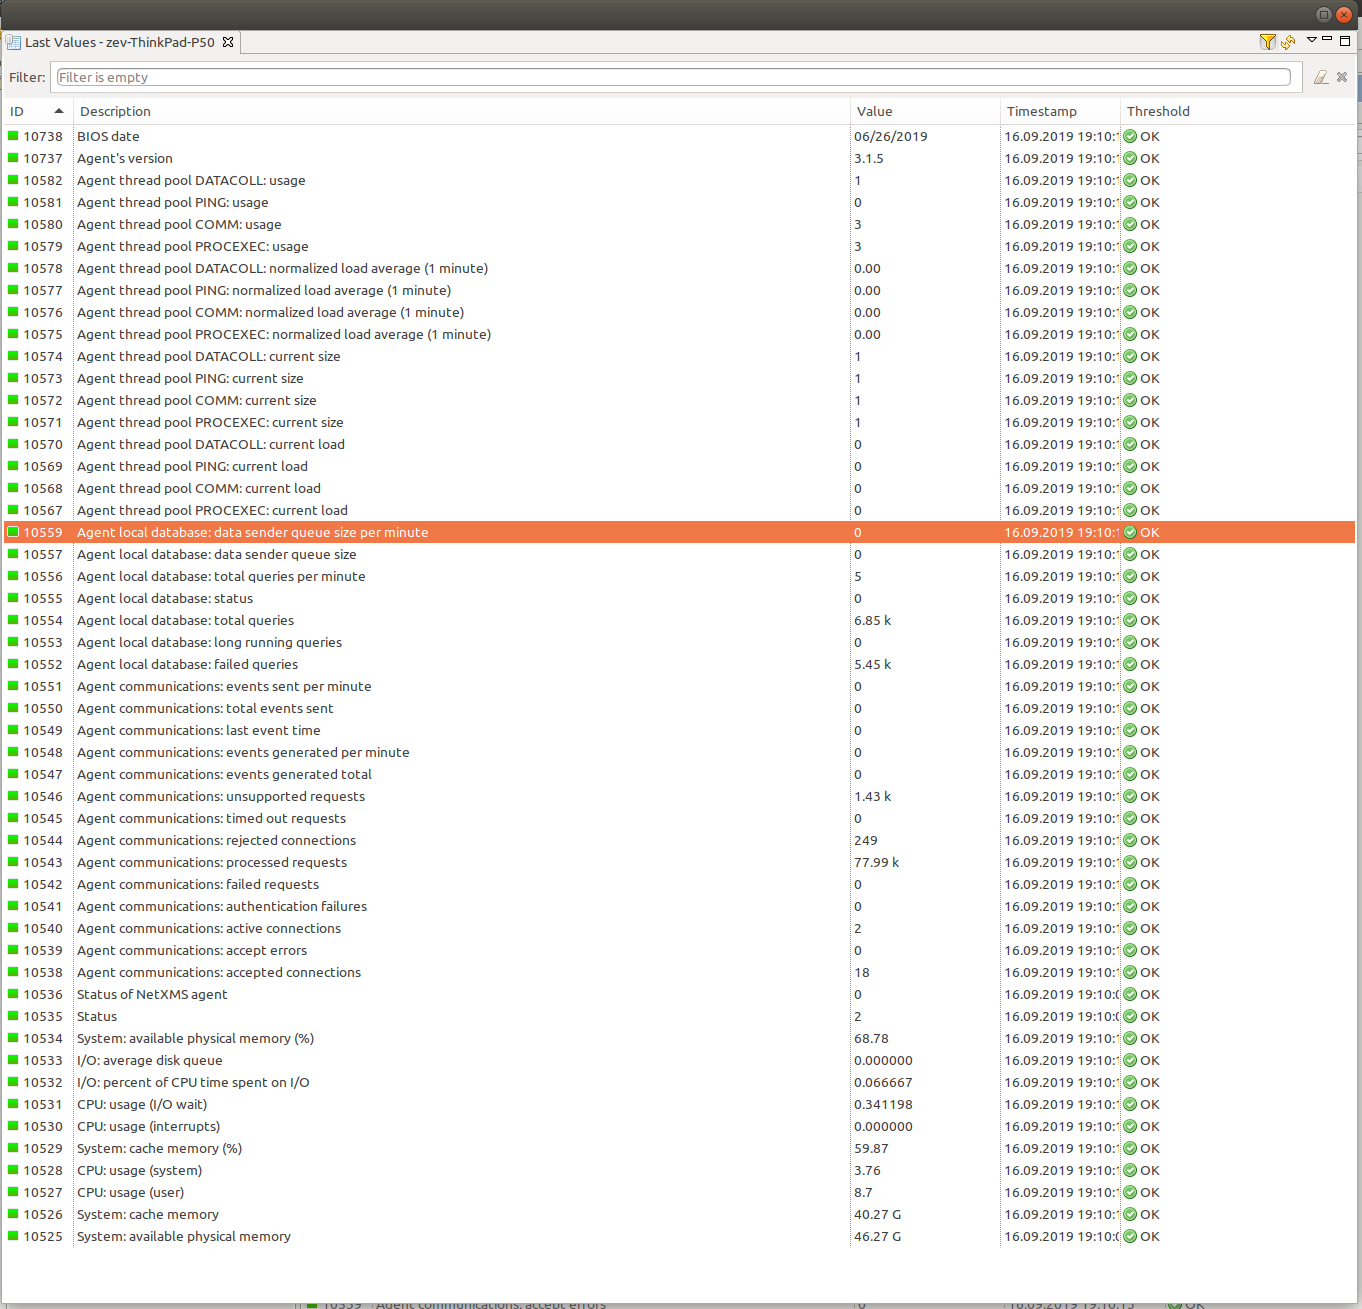 Last Values - zev-ThinkPad-P50
Filter: Filter is empty
ID Description Value Timestamp Threshold
10738 BIOS date 06/26/2019 16.09.2019 19:10:1 OK
10737 Agent's version 3.1.5 16.09.2019 19:10:1 OK
10582 Agent thread pool DATACOLL: usage 1 16.09.2019 19:10:1 OK
10581 Agent thread pool PING: usage 0 16.09.2019 19:10:1 OK
10580 Agent thread pool COMM: usage 3 16.09.2019 19:10:1 OK
10579 Agent thread pool PROCEXEC: usage 3 16.09.2019 19:10:1 OK
10578 Agent thread pool DATACOLL: normalized load average (1 minute) 0.00 16.09.2019 19:10:1 OK
10577 Agent thread pool PING: normalized load average (1 minute) 0.00 16.09.2019 19:10:1 OK
10576 Agent thread pool COMM: normalized load average (1 minute) 0.00 16.09.2019 19:10:1 OK
10575 Agent thread pool PROCEXEC: normalized load average (1 minute) 0.00 16.09.2019 19:10:1 OK
10574 Agent thread pool DATACOLL: current size 1 16.09.2019 19:10:1 OK
10573 Agent thread pool PING: current size 1 16.09.2019 19:10:1 OK
10572 Agent thread pool COMM: current size 1 16.09.2019 19:10:1 OK
10571 Agent thread pool PROCEXEC: current size 1 16.09.2019 19:10:1 OK
10570 Agent thread pool DATACOLL: current load 0 16.09.2019 19:10:1 OK
10569 Agent thread pool PING: current load 0 16.09.2019 19:10:1 OK
10568 Agent thread pool COMM: current load 0 16.09.2019 19:10:1 OK
10567 Agent thread pool PROCEXEC: current load 0 16.09.2019 19:10:1 OK
10559 Agent local database: data sender queue size per minute 0 16.09.2019 19:10:1 OK
10557 Agent local database: data sender queue size 0 16.09.2019 19:10:1 OK
10556 Agent local database: total queries per minute 5 16.09.2019 19:10:1 OK
10555 Agent local database: status 0 16.09.2019 19:10:1 OK
10554 Agent local database: total queries 6.85 k 16.09.2019 19:10:1 OK
10553 Agent local database: long running queries 0 16.09.2019 19:10:1 OK
10552 Agent local database: failed queries 5.45 k 16.09.2019 19:10:1 OK
10551 Agent communications: events sent per minute 0 16.09.2019 19:10:1 OK
10550 Agent communications: total events sent 0 16.09.2019 19:10:1 OK
10549 Agent communications: last event time 0 16.09.2019 19:10:1 OK
10548 Agent communications: events generated per minute 0 16.09.2019 19:10:1 OK
10547 Agent communications: events generated total 0 16.09.2019 19:10:1 OK
10546 Agent communications: unsupported requests 1.43 k 16.09.2019 19:10:1 OK
10545 Agent communications: timed out requests 0 16.09.2019 19:10:1 OK
10544 Agent communications: rejected connections 249 16.09.2019 19:10:1 OK
10543 Agent communications: processed requests 77.99 k 16.09.2019 19:10:1 OK
10542 Agent communications: failed requests 0 16.09.2019 19:10:1 OK
10541 Agent communications: authentication failures 0 16.09.2019 19:10:1 OK
10540 Agent communications: active connections 2 16.09.2019 19:10:1 OK
10539 Agent communications: accept errors 0 16.09.2019 19:10:1 OK
10538 Agent communications: accepted connections 18 16.09.2019 19:10:1 OK
10536 Status of NetXMS agent 0 16.09.2019 19:10:0 OK
10535 Status 2 16.09.2019 19:10:0 OK
10534 System: available physical memory (%) 68.78 16.09.2019 19:10:1 OK
10533 I/O: average disk queue 0.000000 16.09.2019 19:10:1 OK
10532 I/O: percent of CPU time spent on I/O 0.066667 16.09.2019 19:10:1 OK
10531 CPU: usage (I/O wait) 0.341198 16.09.2019 19:10:1 OK
10530 CPU: usage (interrupts) 0.000000 16.09.2019 19:10:1 OK
10529 System: cache memory (%) 59.87 16.09.2019 19:10:1 OK
10528 CPU: usage (system) 3.76 16.09.2019 19:10:1 OK
10527 CPU: usage (user) 8.7 16.09.2019 19:10:1 OK
10526 System: cache memory 40.27 G 16.09.2019 19:10:1 OK
10525 System: available physical memory 46.27 G 16.09.2019 19:10:0 OK
10539 Agent communications: accept errors 0 16.09.2019 19:10:15 OK